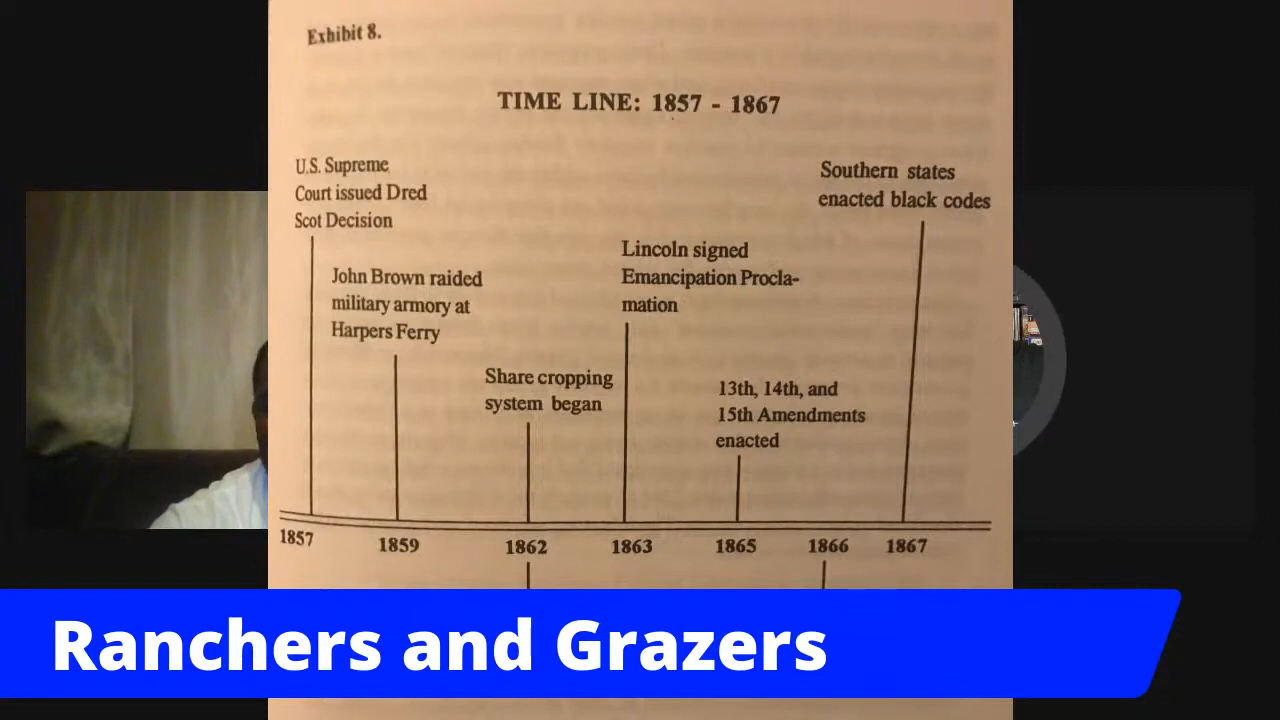 Exhibit 8.
TIME LINE: 1857 - 1867
U.S. Supreme
Court issued Dred
Scot Decision
John Brown raided
military armory at
Harpers Ferry
Share cropping
system began
Lincoln signed
Emancipation Procla-
mation
13th, 14th, and
15th Amendments
enacted
Southern states
enacted black codes
1857
1859
1862
1863
1865
1866
1867
Ranchers and Grazers